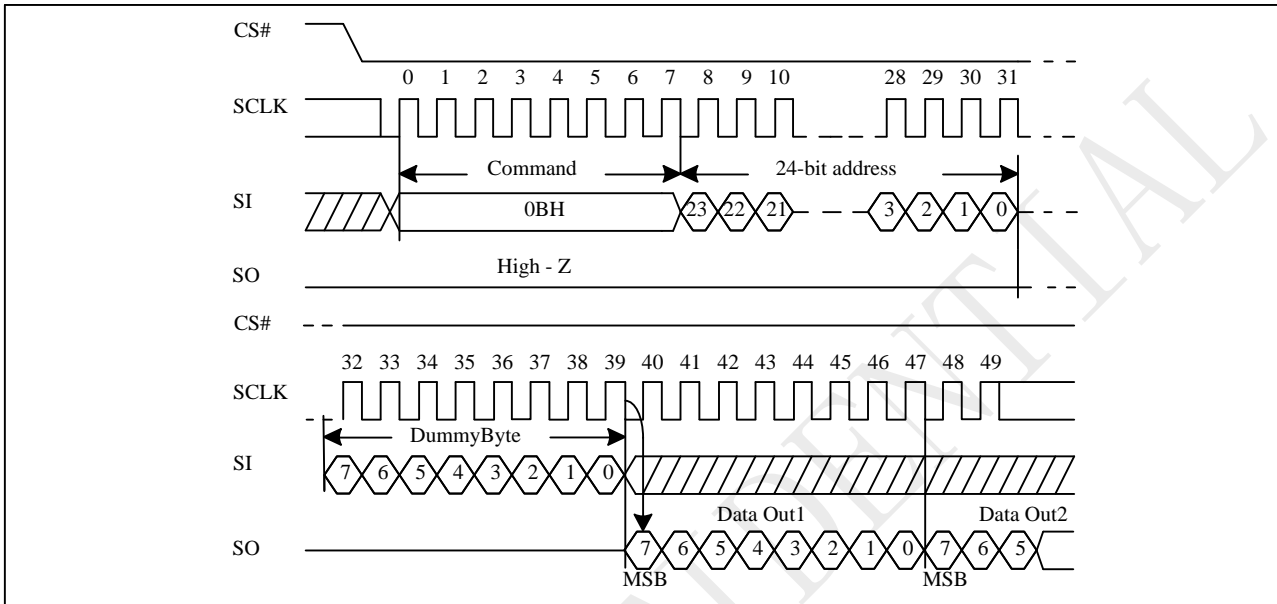 CS#
0 1 2 3 4 5 6 7 8 9 10 28 29 30 31
SCLK
Command 24-bit address
SI 0BH 23 22 21 3 2 1 0
High - Z
SO
CS#
32 33 34 35 36 37 38 39 40 41 42 43 44 45 46 47 48 49
SCLK
DummyByte
SI 7 6 5 4 3 2 1 0
Data Out1 Data Out2
SO 7 6 5 4 3 2 1 0 7 6 5
MSB MSB
IDENTIAL